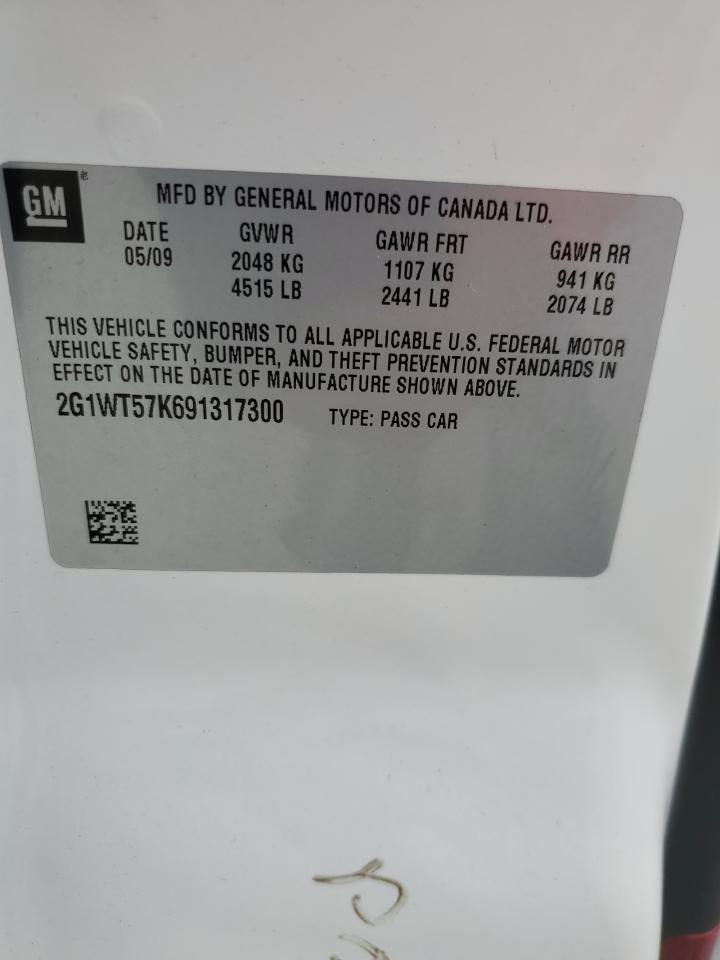 GM®
MFD BY GENERAL MOTORS OF CANADA LTD.
DATE GVWR GAWR FRT GAWR RR
05/09 2048 KG 1107 KG 941 KG
4515 LB 2441 LB 2074 LB
THIS VEHICLE CONFORMS TO ALL APPLICABLE U.S. FEDERAL MOTOR
VEHICLE SAFETY, BUMPER, AND THEFT PREVENTION STANDARDS IN
EFFECT ON THE DATE OF MANUFACTURE SHOWN ABOVE.
2G1WT57K691317300 TYPE: PASS CAR